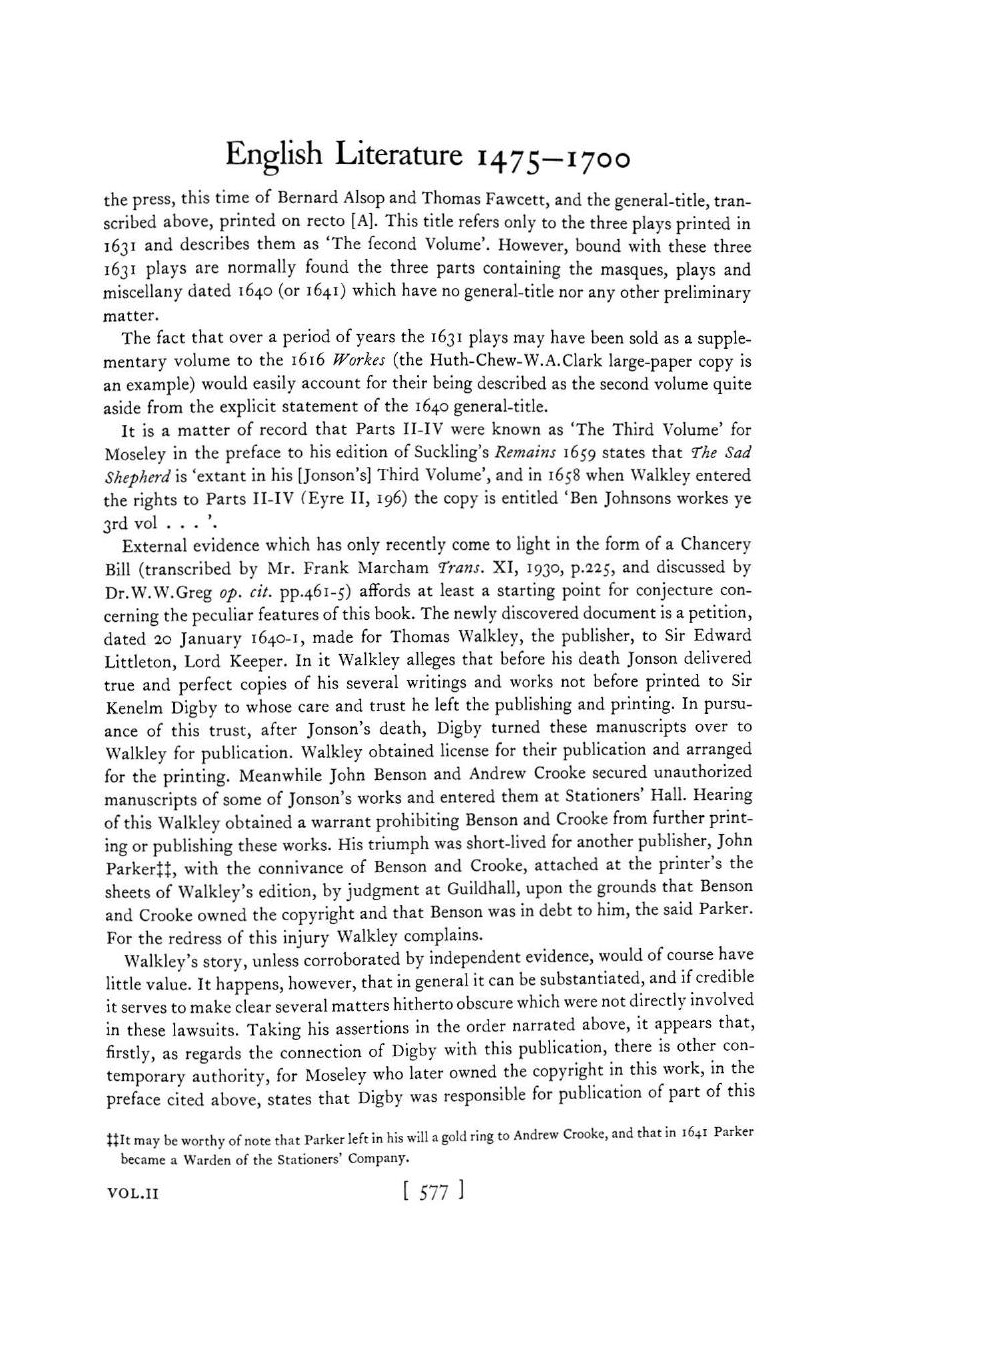 English Literature 1475–1700
the press, this time of Bernard Alsop and Thomas Fawcett, and the general-title, tran-
scribed above, printed on recto [A]. This title refers only to the three plays printed in
1631 and describes them as ‘The ſecond Volume’. However, bound with these three
1631 plays are normally found the three parts containing the masques, plays and
miscellany dated 1640 (or 1641) which have no general-title nor any other preliminary
matter.
The fact that over a period of years the 1631 plays may have been sold as a supple-
mentary volume to the 1616 Workes (the Huth-Chew-W.A.Clark large-paper copy is
an example) would easily account for their being described as the second volume quite
aside from the explicit statement of the 1640 general-title.
It is a matter of record that Parts II-IV were known as ‘The Third Volume’ for
Moseley in the preface to his edition of Suckling’s Remains 1659 states that The Sad
Shepherd is ‘extant in his [Jonson’s] Third Volume’, and in 1658 when Walkley entered
the rights to Parts II-IV (Eyre II, 196) the copy is entitled ‘Ben Johnsons workes ye
3rd vol . . . ’.
External evidence which has only recently come to light in the form of a Chancery
Bill (transcribed by Mr. Frank Marcham Trans. XI, 1930, p.225, and discussed by
Dr.W.W.Greg op. cit. pp.461-5) affords at least a starting point for conjecture con-
cerning the peculiar features of this book. The newly discovered document is a petition,
dated 20 January 1640-1, made for Thomas Walkley, the publisher, to Sir Edward
Littleton, Lord Keeper. In it Walkley alleges that before his death Jonson delivered
true and perfect copies of his several writings and works not before printed to Sir
Kenelm Digby to whose care and trust he left the publishing and printing. In pursu-
ance of this trust, after Jonson’s death, Digby turned these manuscripts over to
Walkley for publication. Walkley obtained license for their publication and arranged
for the printing. Meanwhile John Benson and Andrew Crooke secured unauthorized
manuscripts of some of Jonson’s works and entered them at Stationers’ Hall. Hearing
of this Walkley obtained a warrant prohibiting Benson and Crooke from further print-
ing or publishing these works. His triumph was short-lived for another publisher, John
Parker‡‡, with the connivance of Benson and Crooke, attached at the printer’s the
sheets of Walkley’s edition, by judgment at Guildhall, upon the grounds that Benson
and Crooke owned the copyright and that Benson was in debt to him, the said Parker.
For the redress of this injury Walkley complains.
Walkley’s story, unless corroborated by independent evidence, would of course have
little value. It happens, however, that in general it can be substantiated, and if credible
it serves to make clear several matters hitherto obscure which were not directly involved
in these lawsuits. Taking his assertions in the order narrated above, it appears that,
firstly, as regards the connection of Digby with this publication, there is other con-
temporary authority, for Moseley who later owned the copyright in this work, in the
preface cited above, states that Digby was responsible for publication of part of this
‡‡It may be worthy of note that Parker left in his will a gold ring to Andrew Crooke, and that in 1641 Parker
became a Warden of the Stationers’ Company.
VOL.II [ 577 ]